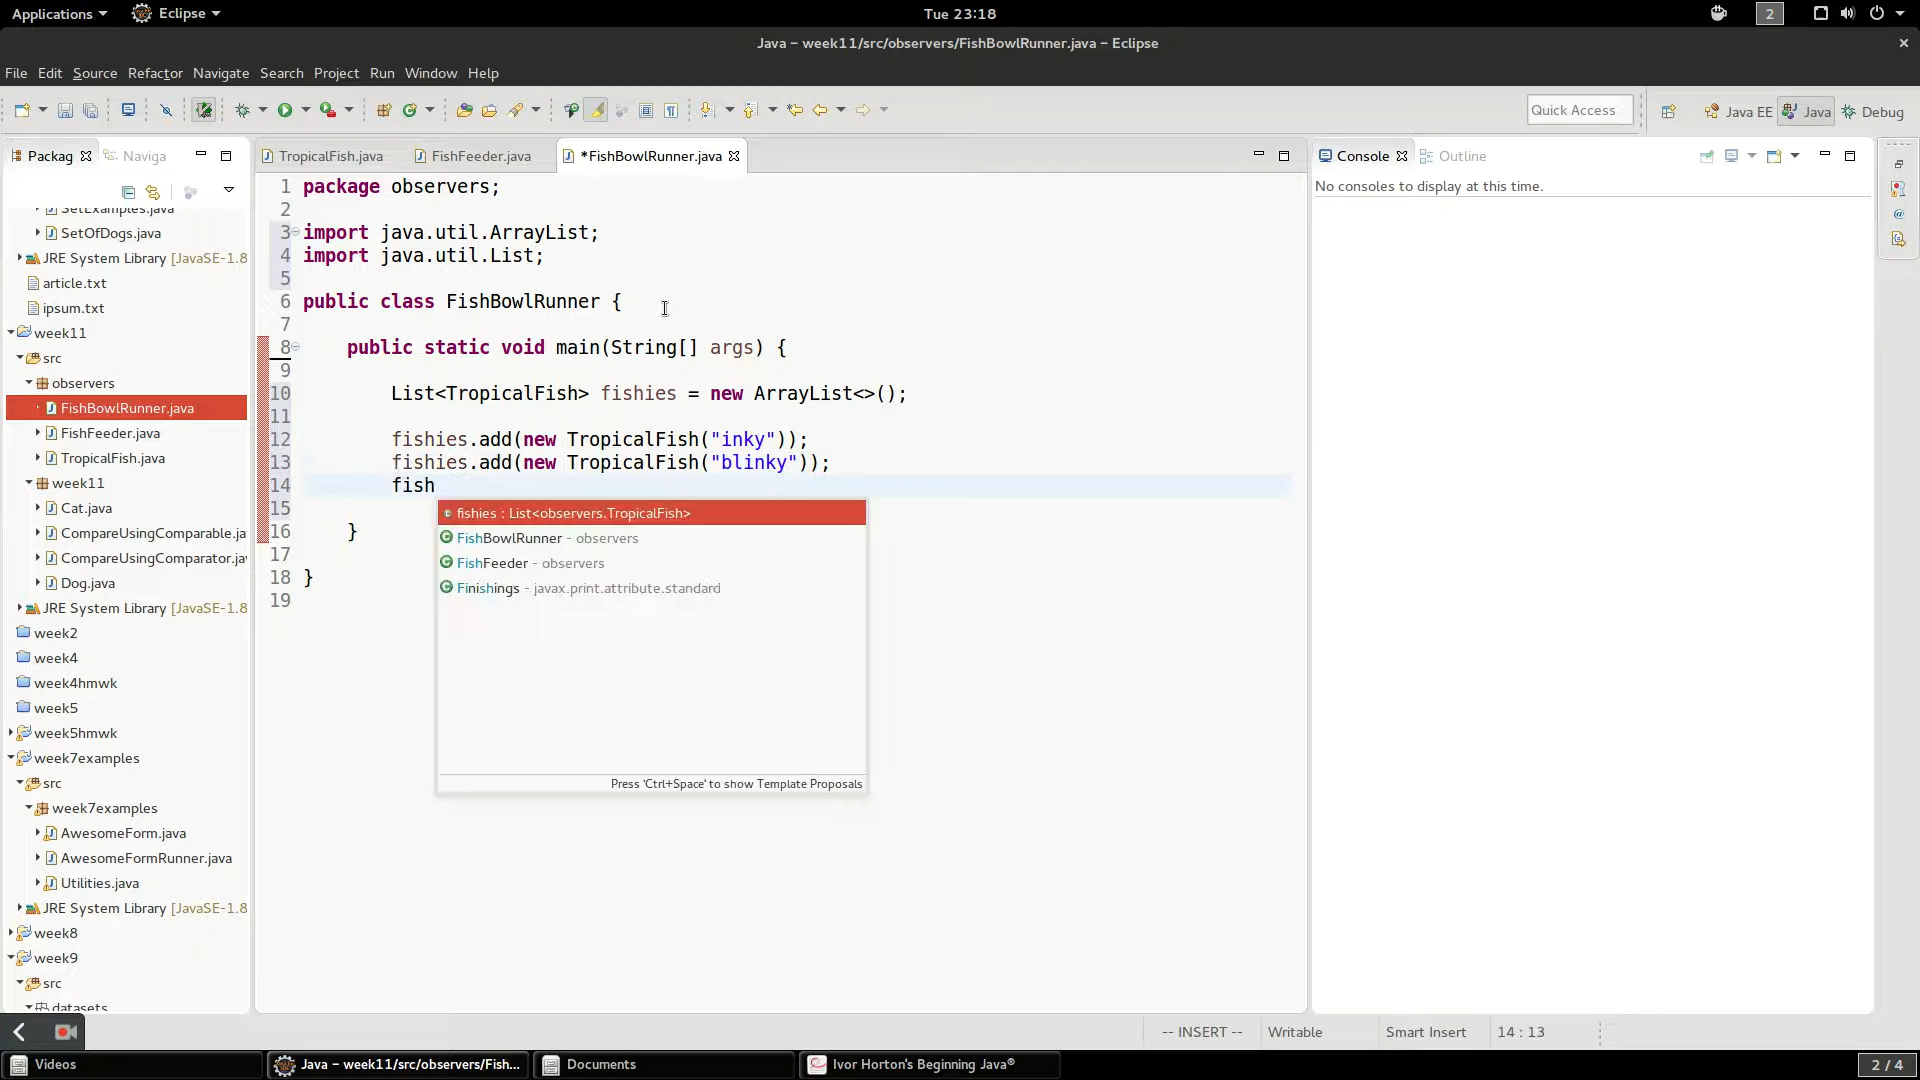 Applications
Eclipse
Tue 23:18
2
Java – week11/src/observers/FishBowlRunner.java – Eclipse
File Edit Source Refactor Navigate Search Project Run Window Help
Quick Access
Java EE
Java
Debug
Packag
Naviga
TropicalFish.java
FishFeeder.java
*FishBowlRunner.java
Console
Outline
SetExamples.java
SetOfDogs.java
JRE System Library [JavaSE-1.8
article.txt
ipsum.txt
week11
src
observers
FishBowlRunner.java
FishFeeder.java
TropicalFish.java
week11
Cat.java
CompareUsingComparable.ja
CompareUsingComparator.ja
Dog.java
JRE System Library [JavaSE-1.8
week2
week4
week4hmwk
week5
week5hmwk
week7examples
src
week7examples
AwesomeForm.java
AwesomeFormRunner.java
Utilities.java
JRE System Library [JavaSE-1.8
week8
week9
src
datasets
1 package observers;
2
3 import java.util.ArrayList;
4 import java.util.List;
5
6 public class FishBowlRunner {
7
8 public static void main(String[] args) {
9
10 List<TropicalFish> fishies = new ArrayList<>();
11
12 fishies.add(new TropicalFish("inky"));
13 fishies.add(new TropicalFish("blinky"));
14 fish
15
16 }
17
18 }
19
fishies : List<observers.TropicalFish>
FishBowlRunner - observers
FishFeeder - observers
Finishings - javax.print.attribute.standard
Press 'Ctrl+Space' to show Template Proposals
No consoles to display at this time.
-- INSERT --
Writable
Smart Insert
14 : 13
Videos
Java – week11/src/observers/Fish...
Documents
Ivor Horton's Beginning Java®
2 / 4